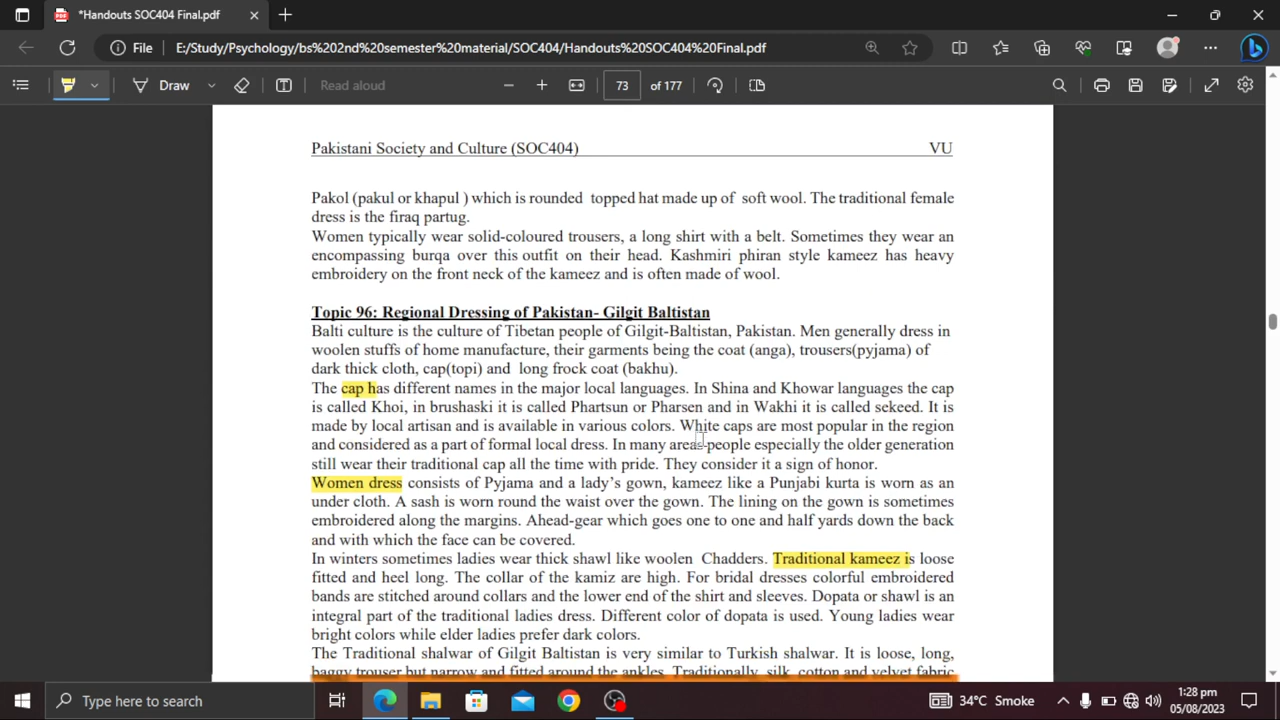 *Handouts SOC404 Final.pdf
File
E:/Study/Psychology/bs%202nd%20semester%20material/SOC404/Handouts%20SOC404%20Final.pdf
Draw
Read aloud
73
of 177
Pakistani Society and Culture (SOC404) VU
Pakol (pakul or khapul ) which is rounded topped hat made up of soft wool. The traditional female
dress is the firaq partug.
Women typically wear solid-coloured trousers, a long shirt with a belt. Sometimes they wear an
encompassing burqa over this outfit on their head. Kashmiri phiran style kameez has heavy
embroidery on the front neck of the kameez and is often made of wool.
Topic 96: Regional Dressing of Pakistan- Gilgit Baltistan
Balti culture is the culture of Tibetan people of Gilgit-Baltistan, Pakistan. Men generally dress in
woolen stuffs of home manufacture, their garments being the coat (anga), trousers(pyjama) of
dark thick cloth, cap(topi) and long frock coat (bakhu).
The cap has different names in the major local languages. In Shina and Khowar languages the cap
is called Khoi, in brushaski it is called Phartsun or Pharsen and in Wakhi it is called sekeed. It is
made by local artisan and is available in various colors. White caps are most popular in the region
and considered as a part of formal local dress. In many areas people especially the older generation
still wear their traditional cap all the time with pride. They consider it a sign of honor.
Women dress consists of Pyjama and a lady’s gown, kameez like a Punjabi kurta is worn as an
under cloth. A sash is worn round the waist over the gown. The lining on the gown is sometimes
embroidered along the margins. Ahead-gear which goes one to one and half yards down the back
and with which the face can be covered.
In winters sometimes ladies wear thick shawl like woolen Chadders. Traditional kameez is loose
fitted and heel long. The collar of the kamiz are high. For bridal dresses colorful embroidered
bands are stitched around collars and the lower end of the shirt and sleeves. Dopata or shawl is an
integral part of the traditional ladies dress. Different color of dopata is used. Young ladies wear
bright colors while elder ladies prefer dark colors.
The Traditional shalwar of Gilgit Baltistan is very similar to Turkish shalwar. It is loose, long,
baggy trouser but narrow and fitted around the ankles. Traditionally, silk, cotton and velvet fabric
Type here to search
34°C Smoke
1:28 pm
05/08/2023